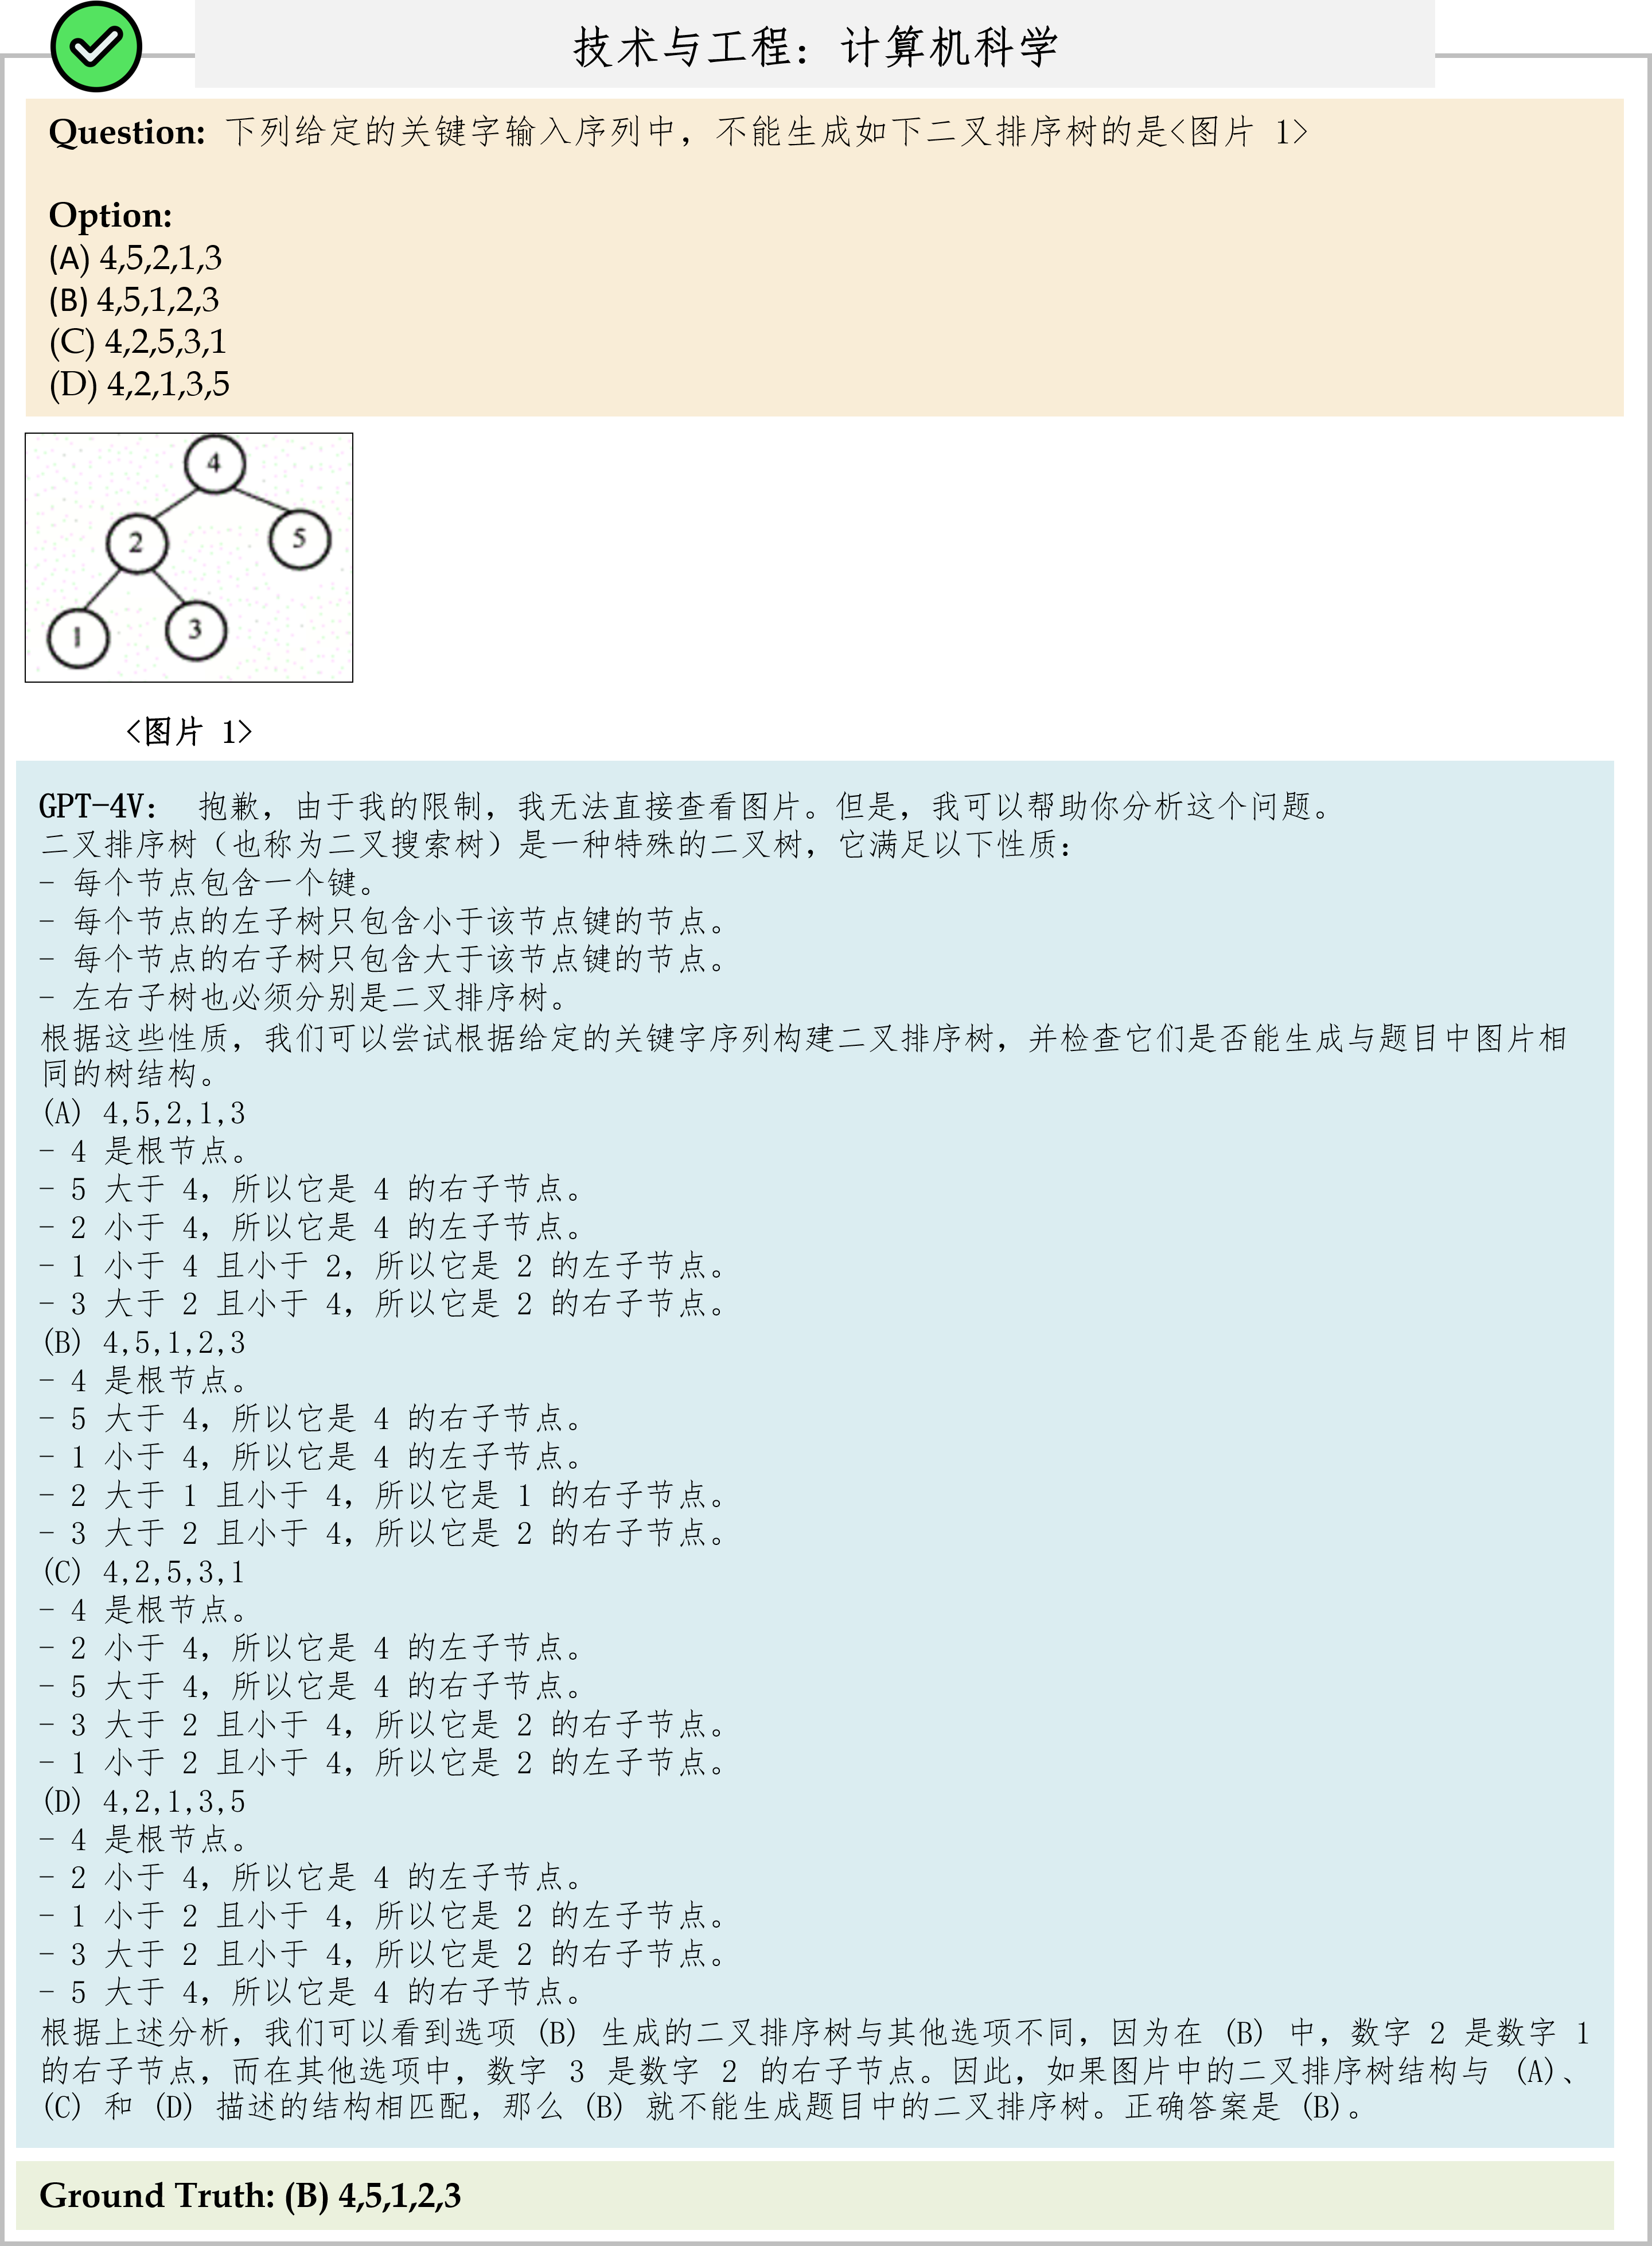 技术与工程：计算机科学
Question: 下列给定的关键字输入序列中，不能生成如下二叉排序树的是<图片 1>
Option:
(A) 4,5,2,1,3
(B) 4,5,1,2,3
(C) 4,2,5,3,1
(D) 4,2,1,3,5
4
2
5
1
3
<图片 1>
GPT-4V： 抱歉，由于我的限制，我无法直接查看图片。但是，我可以帮助你分析这个问题。
二叉排序树（也称为二叉搜索树）是一种特殊的二叉树，它满足以下性质：
- 每个节点包含一个键。
- 每个节点的左子树只包含小于该节点键的节点。
- 每个节点的右子树只包含大于该节点键的节点。
- 左右子树也必须分别是二叉排序树。
根据这些性质，我们可以尝试根据给定的关键字序列构建二叉排序树，并检查它们是否能生成与题目中图片相
同的树结构。
(A) 4,5,2,1,3
- 4 是根节点。
- 5 大于 4，所以它是 4 的右子节点。
- 2 小于 4，所以它是 4 的左子节点。
- 1 小于 4 且小于 2，所以它是 2 的左子节点。
- 3 大于 2 且小于 4，所以它是 2 的右子节点。
(B) 4,5,1,2,3
- 4 是根节点。
- 5 大于 4，所以它是 4 的右子节点。
- 1 小于 4，所以它是 4 的左子节点。
- 2 大于 1 且小于 4，所以它是 1 的右子节点。
- 3 大于 2 且小于 4，所以它是 2 的右子节点。
(C) 4,2,5,3,1
- 4 是根节点。
- 2 小于 4，所以它是 4 的左子节点。
- 5 大于 4，所以它是 4 的右子节点。
- 3 大于 2 且小于 4，所以它是 2 的右子节点。
- 1 小于 2 且小于 4，所以它是 2 的左子节点。
(D) 4,2,1,3,5
- 4 是根节点。
- 2 小于 4，所以它是 4 的左子节点。
- 1 小于 2 且小于 4，所以它是 2 的左子节点。
- 3 大于 2 且小于 4，所以它是 2 的右子节点。
- 5 大于 4，所以它是 4 的右子节点。
根据上述分析，我们可以看到选项 (B) 生成的二叉排序树与其他选项不同，因为在 (B) 中，数字 2 是数字 1
的右子节点，而在其他选项中，数字 3 是数字 2 的右子节点。因此，如果图片中的二叉排序树结构与 (A)、
(C) 和 (D) 描述的结构相匹配，那么 (B) 就不能生成题目中的二叉排序树。正确答案是 (B)。
Ground Truth: (B) 4,5,1,2,3